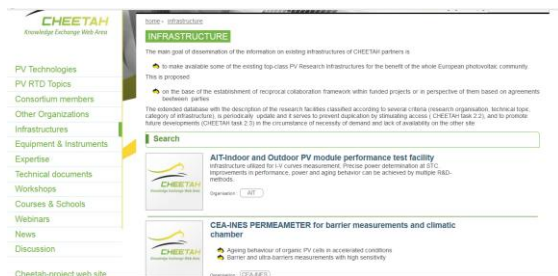 CHEETAH
Knowledge Exchange Web Area
PV Technologies
PV RTD Topics
Consortium members
Other Organizations
Infrastructures
Equipment & Instruments
Expertise
Technical documents
Workshops
Courses & Schools
Webinars
News
Discussion
Cheetah-project web site
home › infrastructure
INFRASTRUCTURE
The main goal of dissemination of the information on existing infrastructures of CHEETAH partners is
to make available some of the existing top-class PV Research Infrastructures for the benefit of the whole European photovoltaic community.
This is proposed
on the base of the establishment of reciprocal collaboration framework within funded projects or in perspective of them based on agreements
beetween parties
The extended database with the description of the research facilities classified according to several criteria (research organisation, technical topic,
category of infrastructure), is periodically update and it serves to prevent duplication by stimulating access ( CHEETAH task 2.2), and to promote
future developments (CHEETAH task 2.3) in the circumstance of necessity of demand and lack of availability on the other site
Search
CHEETAH
Knowledge Exchange Web Area
AIT-Indoor and Outdoor PV module performance test facility
Infrastructure utilized for I-V curves measurement. Precise power determination at STC
improvements in performance, power and aging behavior can be achieved by multiple R&D-
methods.
Organisation: AIT
CHEETAH
Knowledge Exchange Web Area
CEA-INES PERMEAMETER for barrier measurements and climatic
chamber
Ageing behaviour of organic PV cells in accelerated conditions
Barrier and ultra-barriers measurements with high sensitivity
Organisation: CEA-INES